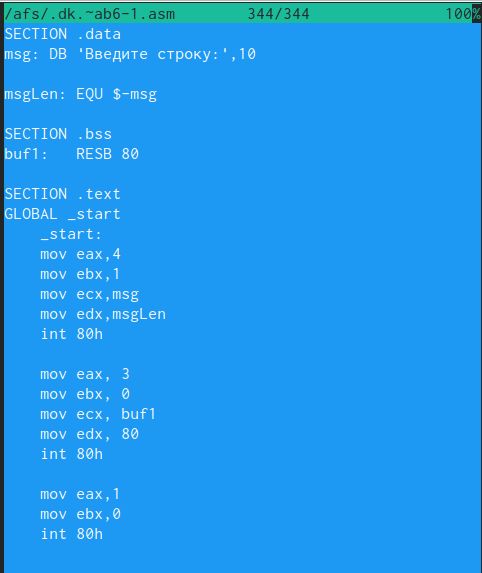 /afs/.dk.~ab6-1.asm 344/344 100%
SECTION .data
msg: DB 'Введите строку:',10
msgLen: EQU $-msg
SECTION .bss
buf1: RESB 80
SECTION .text
GLOBAL _start
_start:
mov eax,4
mov ebx,1
mov ecx,msg
mov edx,msgLen
int 80h
mov eax, 3
mov ebx, 0
mov ecx, buf1
mov edx, 80
int 80h
mov eax,1
mov ebx,0
int 80h